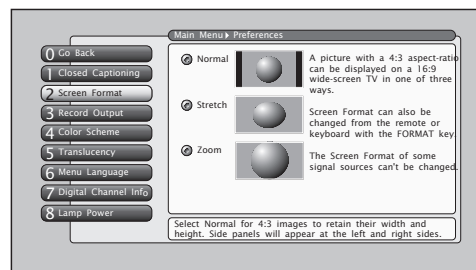 Main Menu Preferences
0 Go Back
1 Closed Captioning
2 Screen Format
3 Record Output
4 Color Scheme
5 Translucency
6 Menu Language
7 Digital Channel Info
8 Lamp Power
Normal
Stretch
Zoom
A picture with a 4:3 aspect-ratio
can be displayed on a 16:9
wide-screen TV in one of three
ways.
Screen Format can also be
changed from the remote or
keyboard with the FORMAT key.
The Screen Format of some
signal sources can't be changed.
Select Normal for 4:3 images to retain their width and
height. Side panels will appear at the left and right sides.